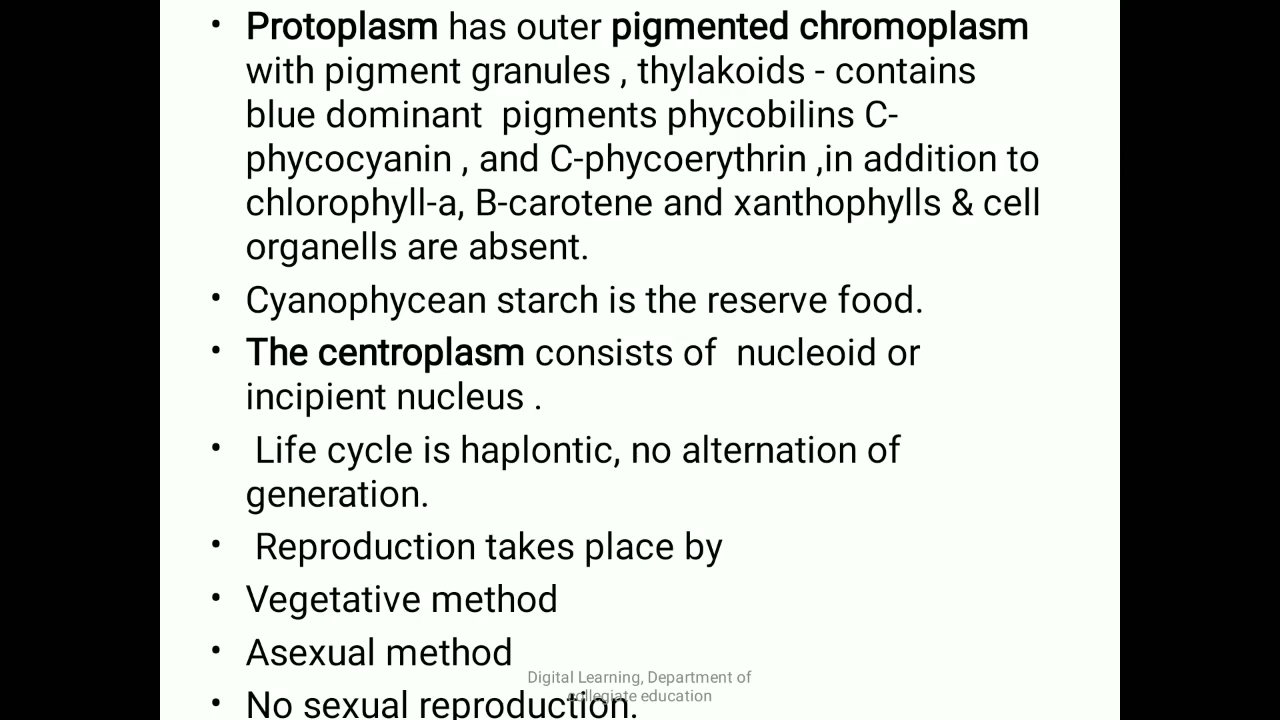 • Protoplasm has outer pigmented chromoplasm
with pigment granules , thylakoids - contains
blue dominant  pigments phycobilins C-
phycocyanin , and C-phycoerythrin ,in addition to
chlorophyll-a, B-carotene and xanthophylls & cell
organells are absent.
• Cyanophycean starch is the reserve food.
• The centroplasm consists of  nucleoid or
incipient nucleus .
•  Life cycle is haplontic, no alternation of
generation.
•  Reproduction takes place by
• Vegetative method
• Asexual method
Digital Learning, Department of
collegiate education
• No sexual reproduction.